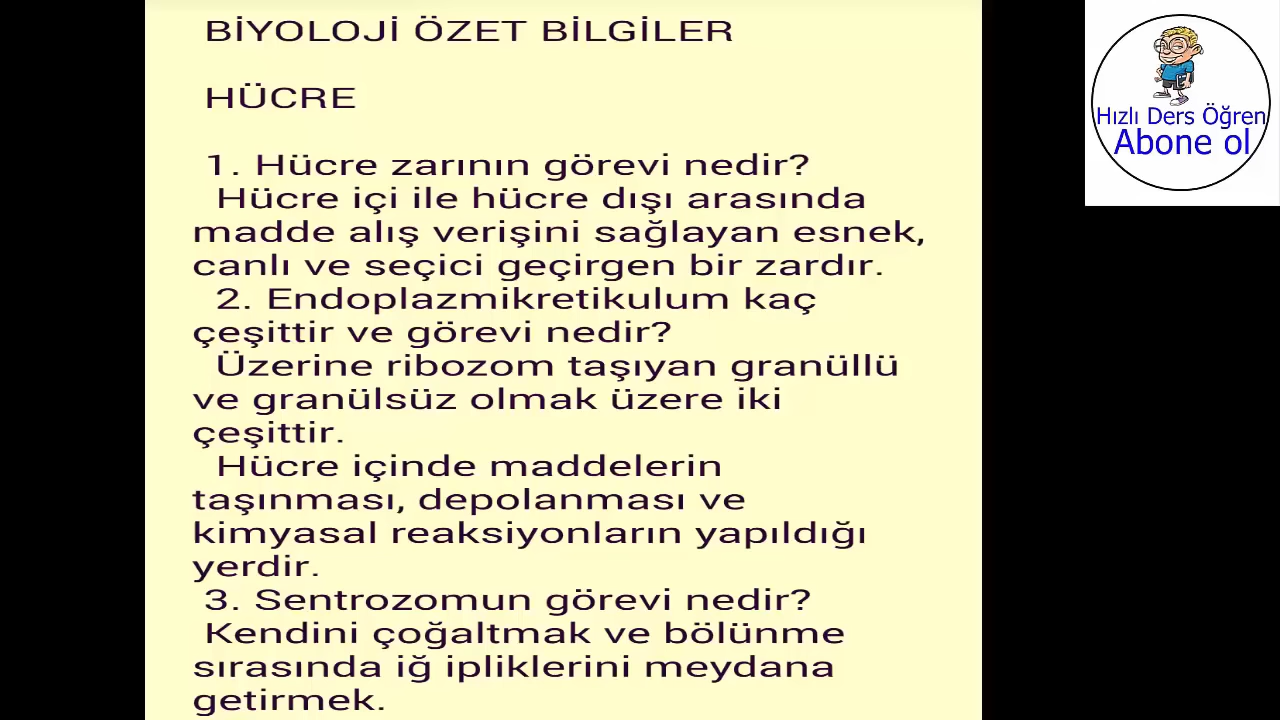 BİYOLOJİ ÖZET BİLGİLER
HÜCRE
1. Hücre zarının görevi nedir?
Hücre içi ile hücre dışı arasında
madde alış verişini sağlayan esnek,
canlı ve seçici geçirgen bir zardır.
2. Endoplazmikretikulum kaç
çeşittir ve görevi nedir?
Üzerine ribozom taşıyan granüllü
ve granülsüz olmak üzere iki
çeşittir.
Hücre içinde maddelerin
taşınması, depolanması ve
kimyasal reaksiyonların yapıldığı
yerdir.
3. Sentrozomun görevi nedir?
Kendini çoğaltmak ve bölünme
sırasında iğ ipliklerini meydana
getirmek.
Hızlı Ders Öğren
Abone ol